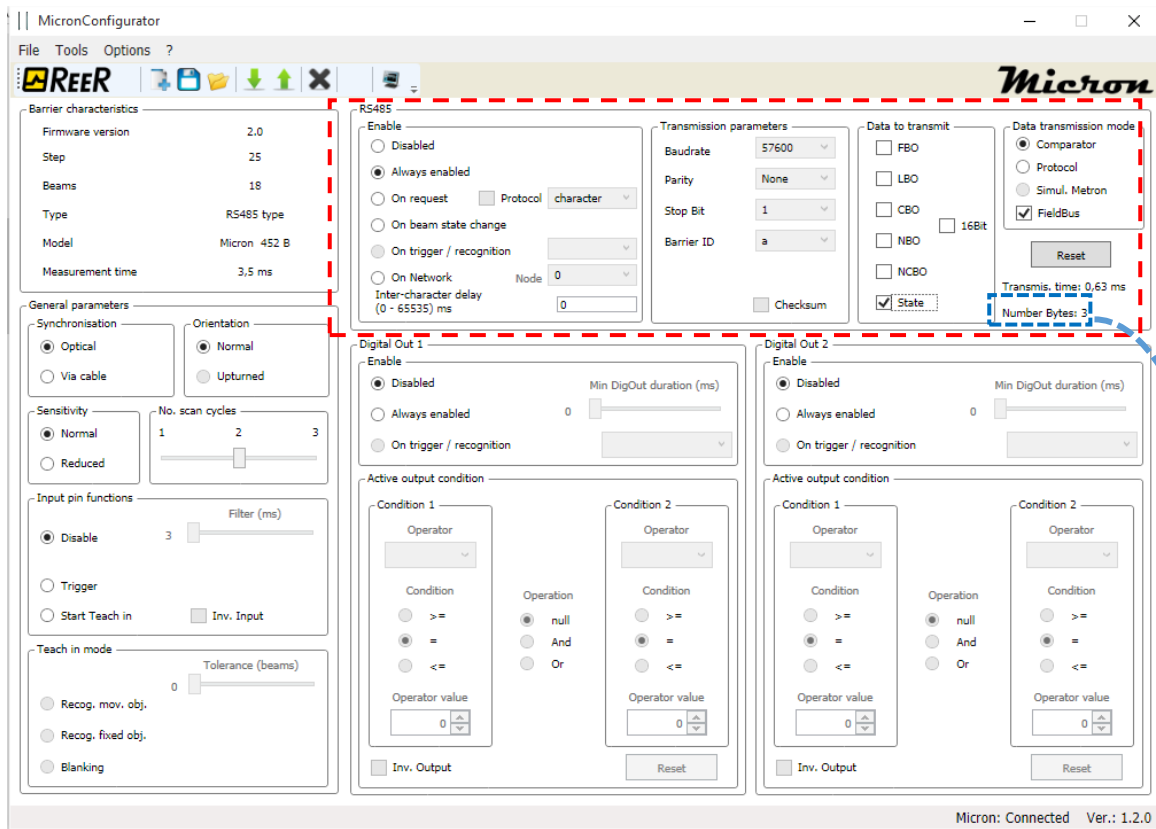 MicronConfigurator
File Tools Options ?
REER
Micron
Barrier characteristics
Firmware version 2.0
Step 25
Beams 18
Type RS485 type
Model Micron 452 B
Measurement time 3,5 ms
General parameters
Synchronisation
Optical
Via cable
Orientation
Normal
Upturned
Sensitivity
Normal
Reduced
No. scan cycles
1 2 3
Input pin functions
Filter (ms)
Disable 3
Trigger
Start Teach in Inv. Input
Teach in mode
Tolerance (beams)
0
Recog. mov. obj.
Recog. fixed obj.
Blanking
RS485
Enable
Disabled
Always enabled
On request Protocol character
On beam state change
On trigger / recognition
On Network Node 0
Inter-character delay
(0 - 65535) ms 0
Transmission parameters
Baudrate 57600
Parity None
Stop Bit 1
Barrier ID a
Checksum
Data to transmit
FBO
LBO
CBO
16Bit
NBO
NCBO
State
Data transmission mode
Comparator
Protocol
Simul. Metron
FieldBus
Reset
Transmis. time: 0,63 ms
Number Bytes: 3
Digital Out 1
Enable
Disabled Min DigOut duration (ms)
Always enabled 0
On trigger / recognition
Active output condition
Condition 1
Operator
Condition
>=
=
<=
Operator value
0
Operation
null
And
Or
Condition 2
Operator
Condition
>=
=
<=
Operator value
0
Inv. Output Reset
Digital Out 2
Enable
Disabled Min DigOut duration (ms)
Always enabled 0
On trigger / recognition
Active output condition
Condition 1
Operator
Condition
>=
=
<=
Operator value
0
Operation
null
And
Or
Condition 2
Operator
Condition
>=
=
<=
Operator value
0
Inv. Output Reset
Micron: Connected Ver.: 1.2.0